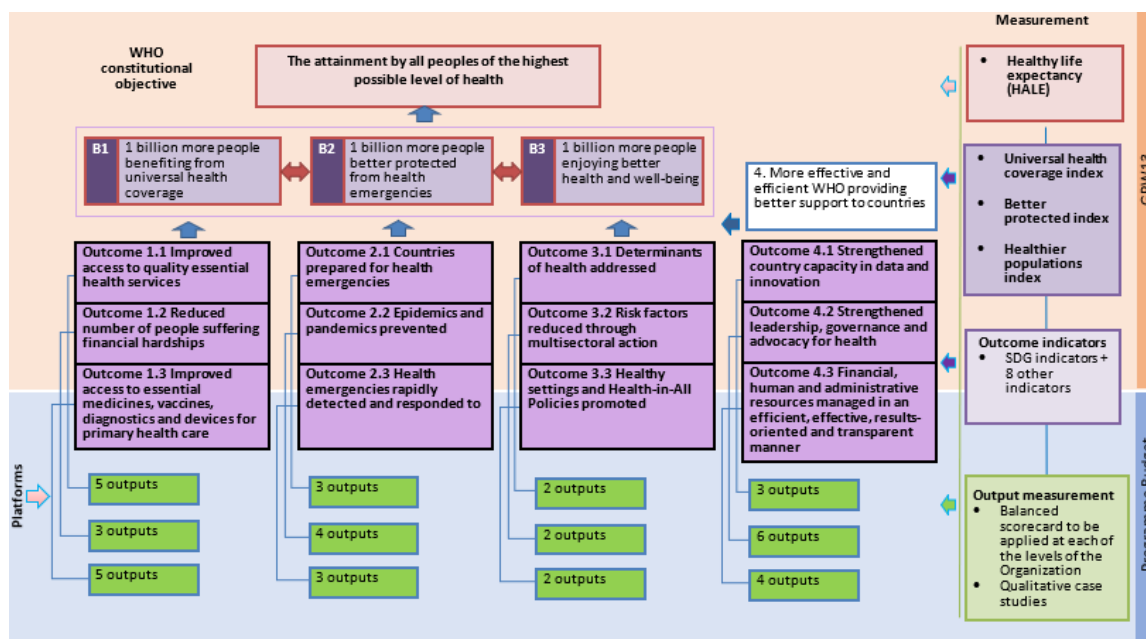 Measurement
WHO
constitutional
objective
The attainment by all peoples of the highest
possible level of health
• Healthy life
expectancy
(HALE)
B1
1 billion more people
benefiting from
universal health
coverage
B2
1 billion more people
better protected
from health
emergencies
B3
1 billion more people
enjoying better
health and well-being
4. More effective and
efficient WHO providing
better support to countries
• Universal health
coverage index
• Better
protected index
• Healthier
populations
index
Outcome 1.1 Improved
access to quality essential
health services
Outcome 1.2 Reduced
number of people suffering
financial hardships
Outcome 1.3 Improved
access to essential
medicines, vaccines,
diagnostics and devices for
primary health care
Outcome 2.1 Countries
prepared for health
emergencies
Outcome 2.2 Epidemics and
pandemics prevented
Outcome 2.3 Health
emergencies rapidly
detected and responded to
Outcome 3.1 Determinants
of health addressed
Outcome 3.2 Risk factors
reduced through
multisectoral action
Outcome 3.3 Healthy
settings and Health-in-All
Policies promoted
Outcome 4.1 Strengthened
country capacity in data and
innovation
Outcome 4.2 Strengthened
leadership, governance and
advocacy for health
Outcome 4.3 Financial,
human and administrative
resources managed in an
efficient, effective, results-
oriented and transparent
manner
Outcome indicators
• SDG indicators +
8 other
indicators
Platforms
5 outputs
3 outputs
5 outputs
3 outputs
4 outputs
3 outputs
2 outputs
2 outputs
2 outputs
3 outputs
6 outputs
4 outputs
Output measurement
• Balanced
scorecard to be
applied at each of
the levels of the
Organization
• Qualitative case
studies